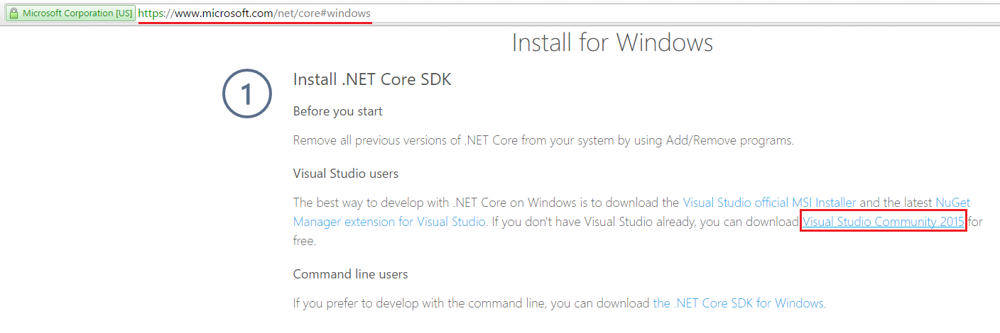 Microsoft Corporation [US] https://www.microsoft.com/net/core#windows
Install for Windows
1
Install .NET Core SDK
Before you start
Remove all previous versions of .NET Core from your system by using Add/Remove programs.
Visual Studio users
The best way to develop with .NET Core on Windows is to download the Visual Studio official MSI Installer and the latest NuGet
Manager extension for Visual Studio. If you don't have Visual Studio already, you can download Visual Studio Community 2015 for
free.
Command line users
If you prefer to develop with the command line, you can download the .NET Core SDK for Windows.